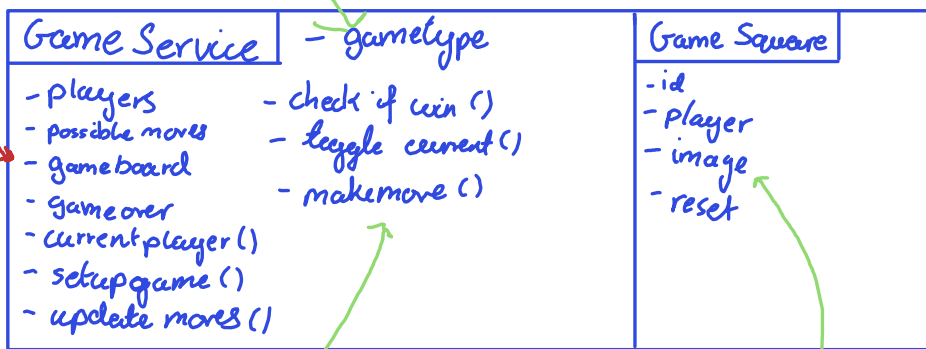 Game Service
- players
- possible moves
- gameboard
- gameover
- currentplayer()
- setupgame ()
- update moves ()
- gametype
- check if win ()
- toggle current()
- makemove ()
Game Square
- id
- player
- image
- reset